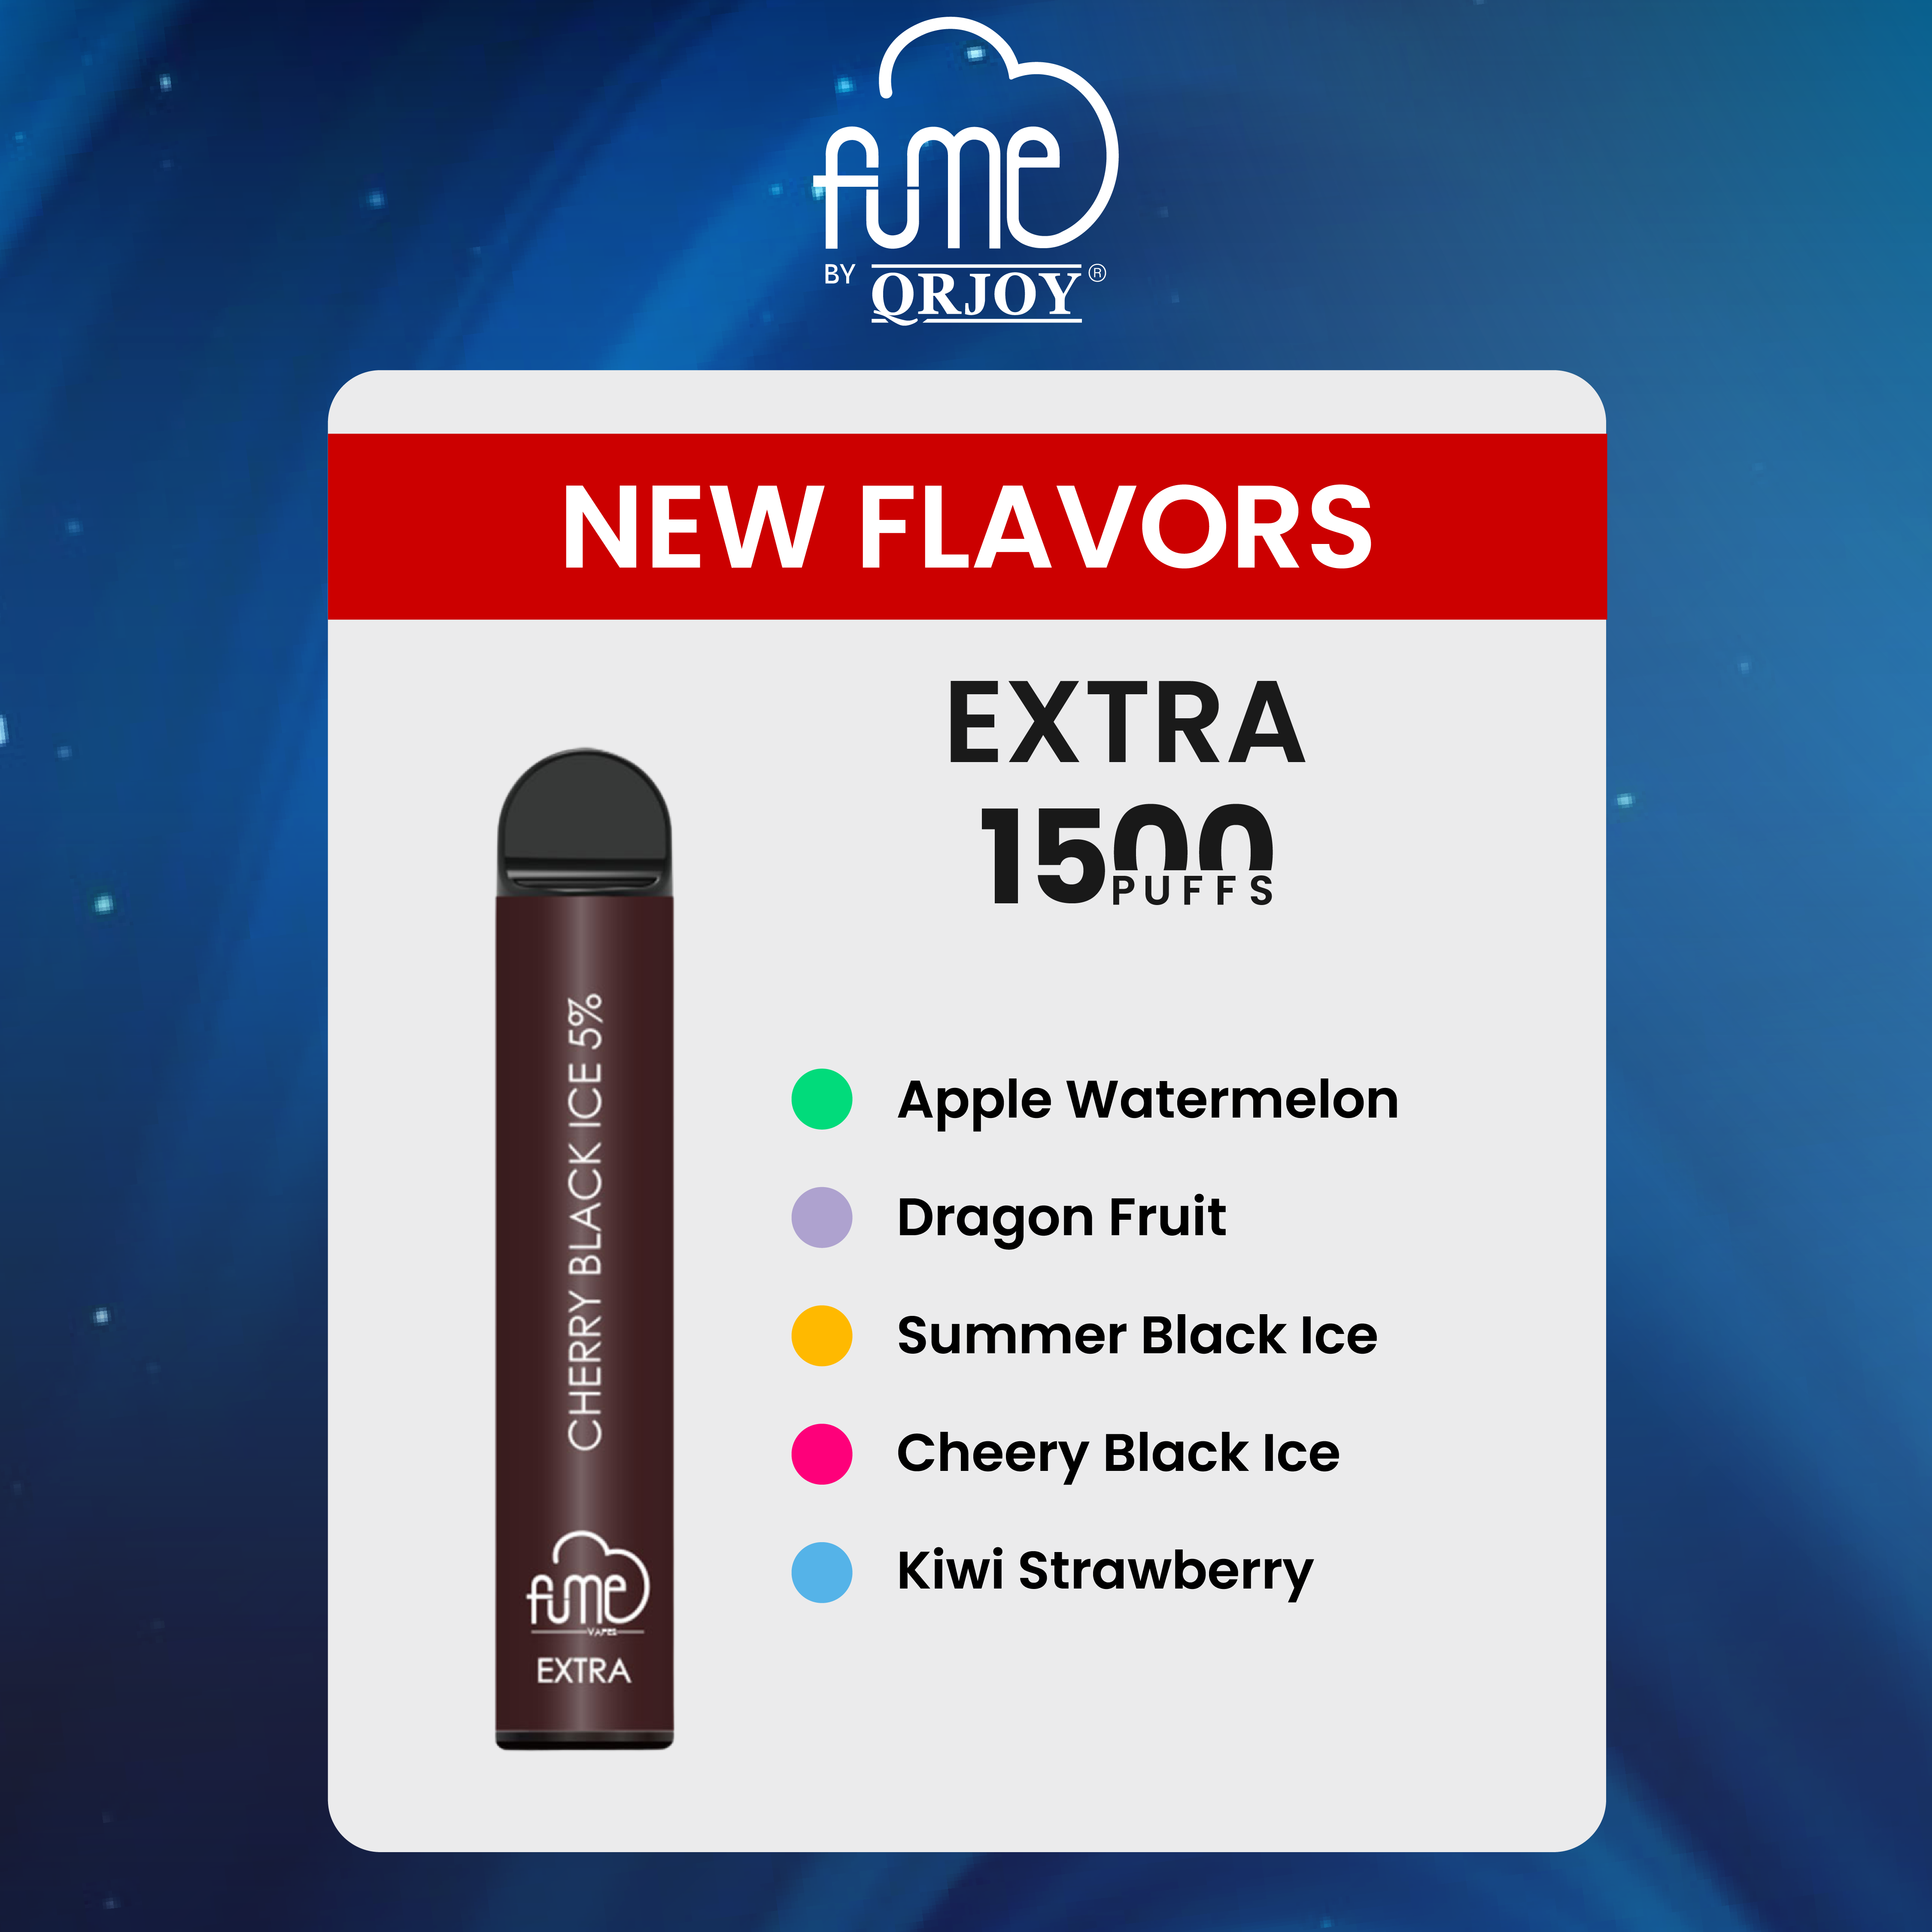 fume
BY QRJOY®
NEW FLAVORS
EXTRA
1500
PUFFS
CHERRY BLACK ICE 5%
fume
VAPES
EXTRA
Apple Watermelon
Dragon Fruit
Summer Black Ice
Cheery Black Ice
Kiwi Strawberry